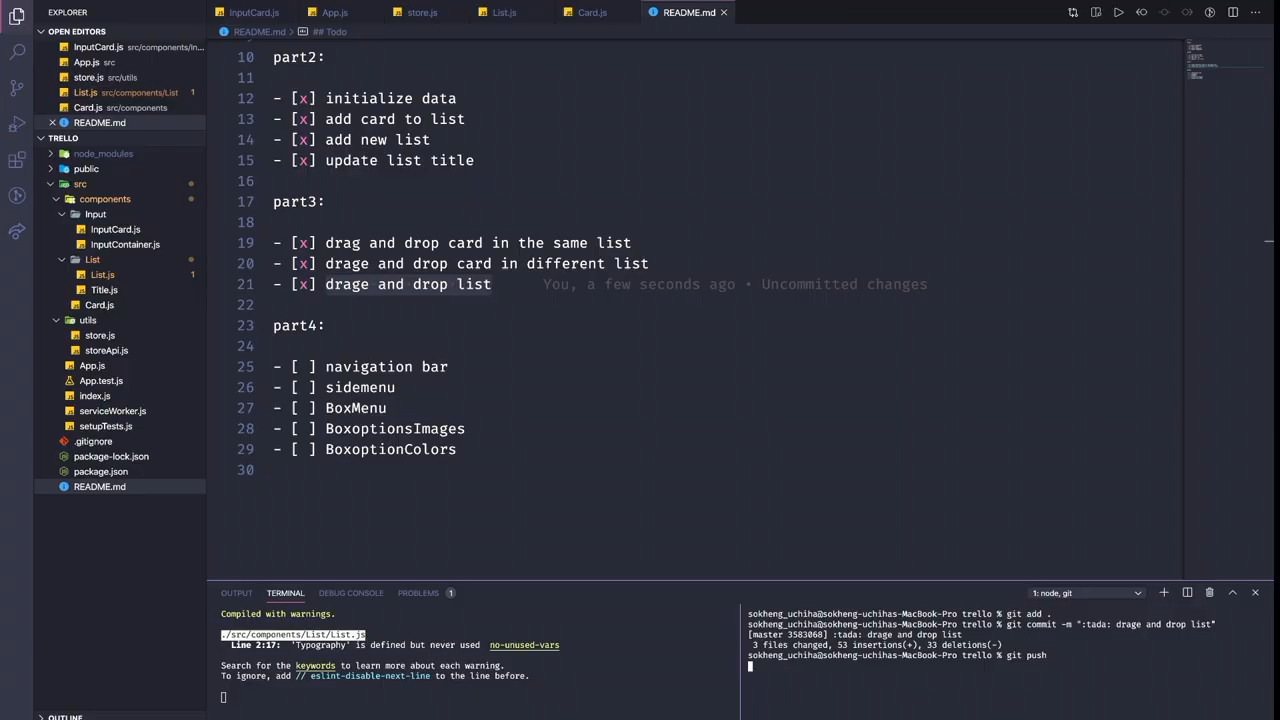 EXPLORER
InputCard.js
App.js
store.js
List.js
Card.js
README.md
OPEN EDITORS
README.md > ## Todo
InputCard.js src/components/In...
App.js src
store.js src/utils
List.js src/components/List 1
Card.js src/components
README.md
TRELLO
node_modules
public
src
components
Input
InputCard.js
InputContainer.js
List
List.js 1
Title.js
Card.js
utils
store.js
storeApi.js
App.js
App.test.js
index.js
serviceWorker.js
setupTests.js
.gitignore
package-lock.json
package.json
README.md
OUTLINE
10 part2:
11
12 - [x] initialize data
13 - [x] add card to list
14 - [x] add new list
15 - [x] update list title
16
17 part3:
18
19 - [x] drag and drop card in the same list
20 - [x] drage and drop card in different list
21 - [x] drage and drop list You, a few seconds ago • Uncommitted changes
22
23 part4:
24
25 - [ ] navigation bar
26 - [ ] sidemenu
27 - [ ] BoxMenu
28 - [ ] BoxoptionsImages
29 - [ ] BoxoptionColors
30
OUTPUT TERMINAL DEBUG CONSOLE PROBLEMS 1
1: node, git
Compiled with warnings.
./src/components/List/List.js
Line 2:17: 'Typography' is defined but never used no-unused-vars
Search for the keywords to learn more about each warning.
To ignore, add // eslint-disable-next-line to the line before.
sokheng_uchiha@sokheng-uchihas-MacBook-Pro trello % git add .
sokheng_uchiha@sokheng-uchihas-MacBook-Pro trello % git commit -m ":tada: drage and drop list"
[master 3583068] :tada: drage and drop list
3 files changed, 53 insertions(+), 33 deletions(-)
sokheng_uchiha@sokheng-uchihas-MacBook-Pro trello % git push